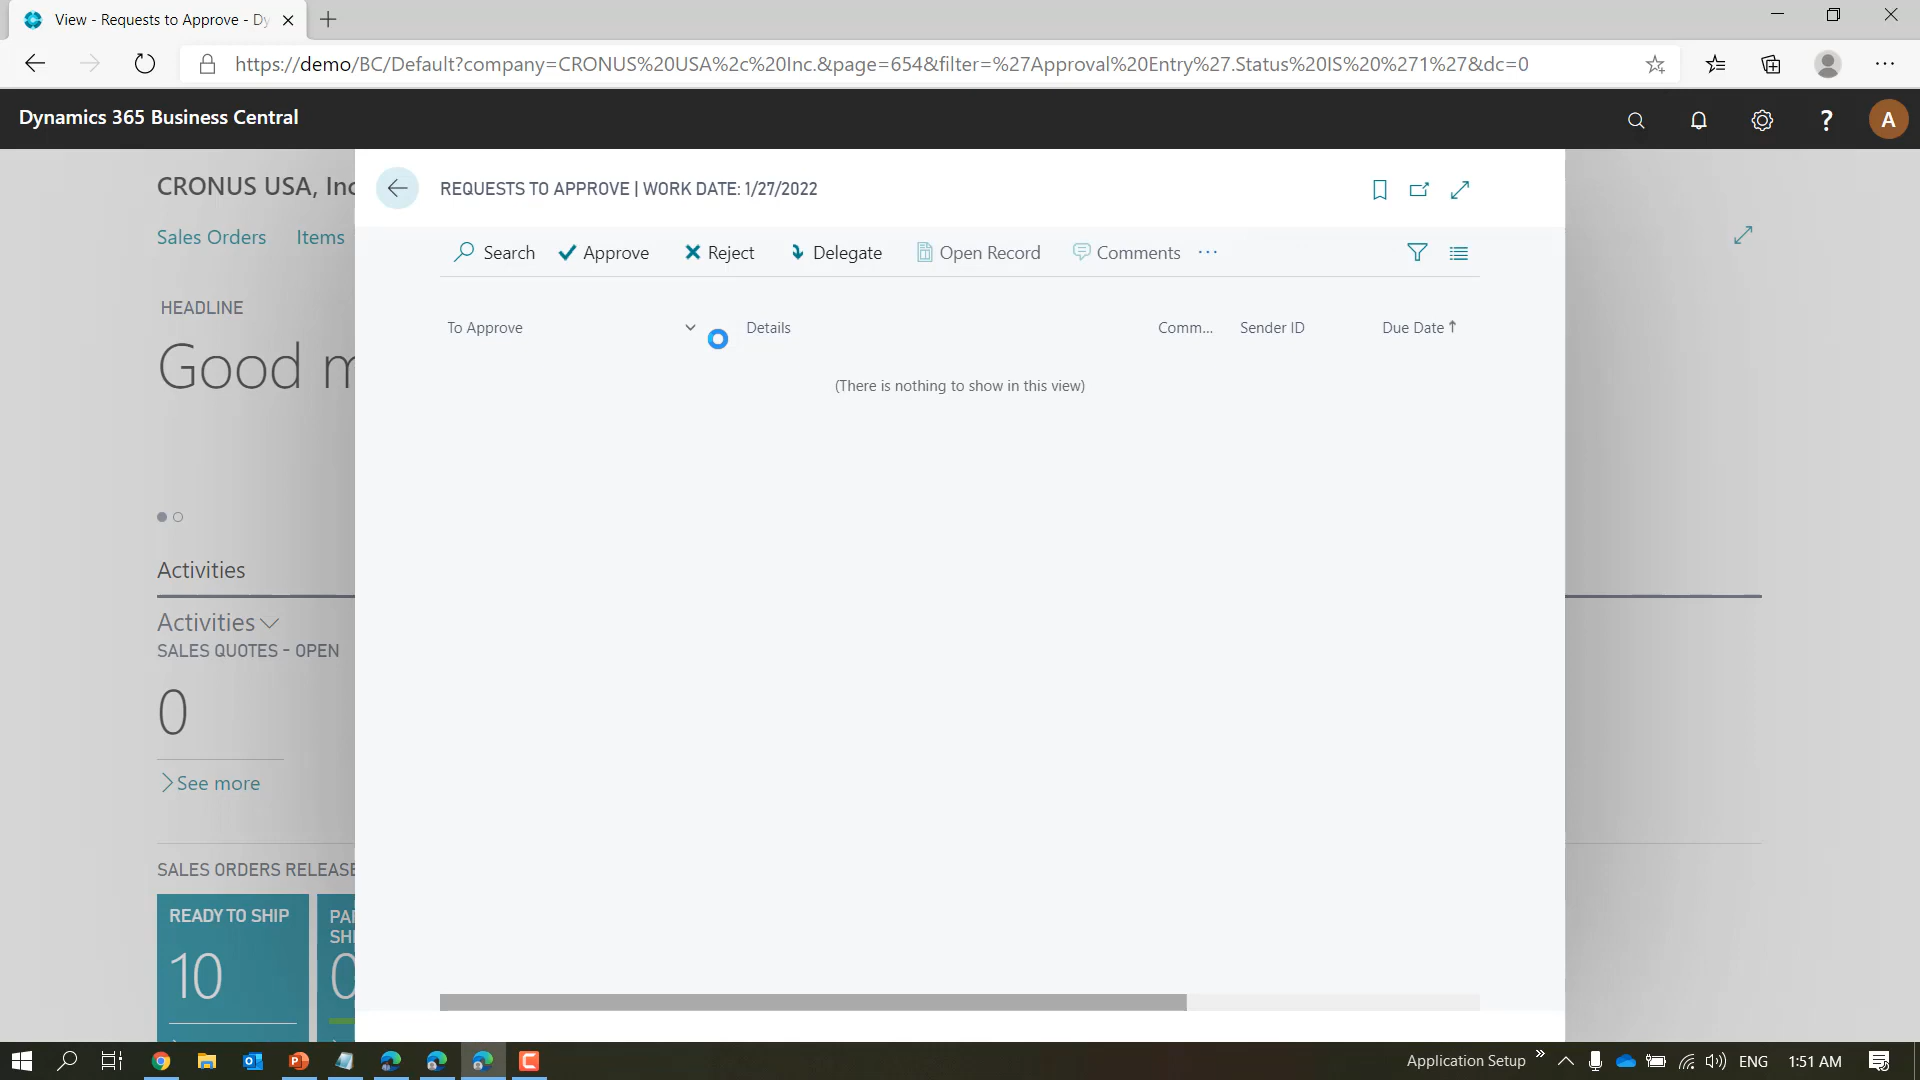 View - Requests to Approve - Dy
https://demo/BC/Default?company=CRONUS%20USA%2c%20Inc.&page=654&filter=%27Approval%20Entry%27.Status%20IS%20%271%27&dc=0
Dynamics 365 Business Central
?
A
CRONUS USA, Inc
REQUESTS TO APPROVE | WORK DATE: 1/27/2022
Sales Orders Items
Search Approve Reject Delegate Open Record Comments ...
HEADLINE
To Approve Details Comm... Sender ID Due Date ↑
Good m
(There is nothing to show in this view)
Activities
Activities
SALES QUOTES - OPEN
0
See more
SALES ORDERS RELEASE
READY TO SHIP
10
PAR
SHI
0
Application Setup » ENG 1:51 AM